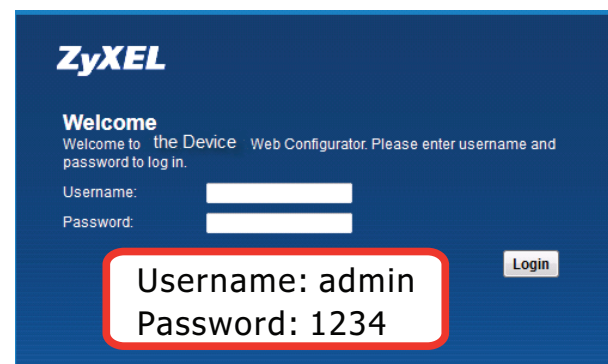 ZyXEL
Welcome
Welcome to the Device Web Configurator. Please enter username and
password to log in.
Username:
Password:
Login
Username: admin
Password: 1234